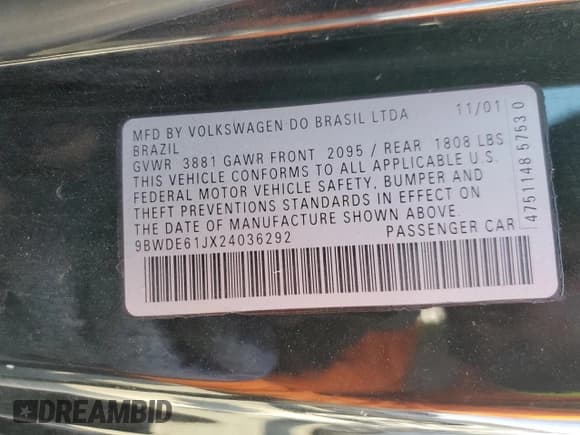 MFD BY VOLKSWAGEN DO BRASIL LTDA 11/01
BRAZIL
GVWR 3881 GAWR FRONT 2095 / REAR 1808 LBS
THIS VEHICLE CONFORMS TO ALL APPLICABLE U.S.
FEDERAL MOTOR VEHICLE SAFETY, BUMPER AND
THEFT PREVENTIONS STANDARDS IN EFFECT ON
THE DATE OF MANUFACTURE SHOWN ABOVE.
9BWDE61JX24036292 PASSENGER CAR
4751148 57530
DREAMBID